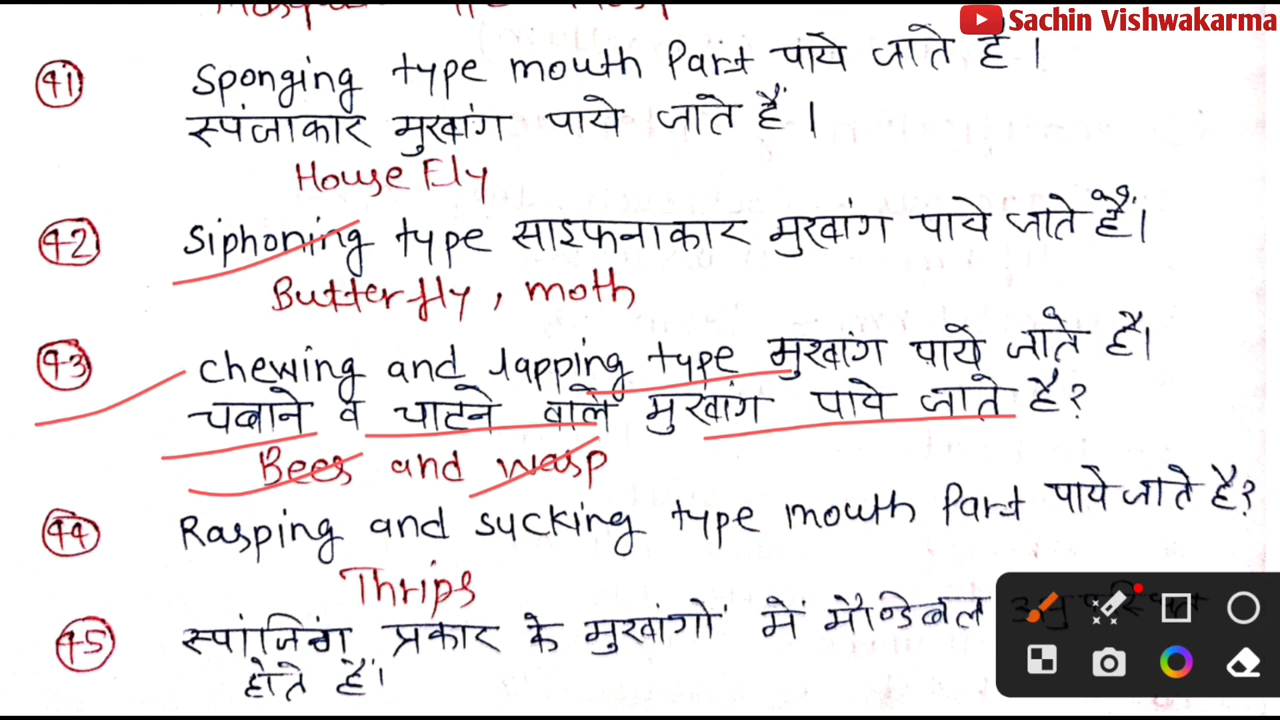 Sachin Vishwakarma
41 Sponging type mouth Part पाये जाते हैं।
स्पंजाकार मुखांग पाये जाते हैं।
House Fly
42 Siphoning type साइफनाकार मुखांग पाये जाते हैं।
Butterfly, moth
43 chewing and lapping type मुखांग पाये जाते है।
चबाने व चाटने वाले मुखांग पाये जाते है?
Bees and wasp
44 Rasping and sucking type mouth Part पाये जाते है?
Thrips
45 स्पांजिंग प्रकार के मुखांगों में मैण्डिबल
होते हैं।